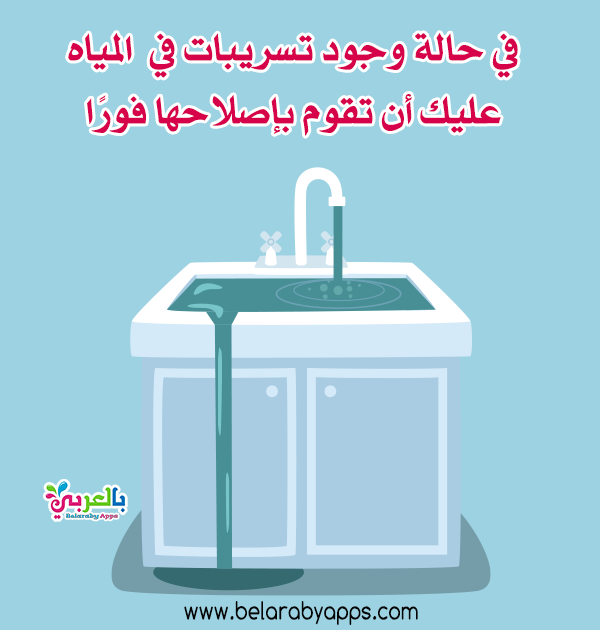 في حالة وجود تسريبات في المياه
عليك أن تقوم بإصلاحها فورًا
بالعربي
Belaraby Apps
www.belarabyapps.com